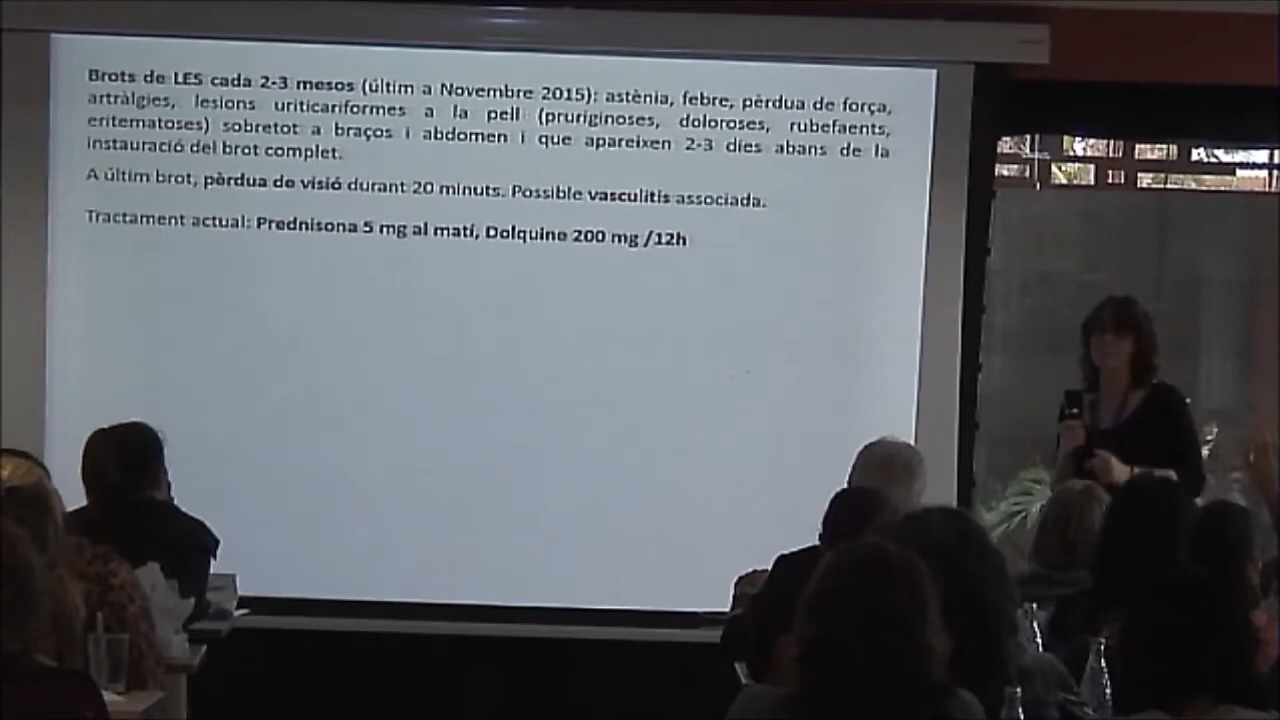 Brots de LES cada 2-3 mesos (últim a Novembre 2015): astènia, febre, pèrdua de força,
artràlgies, lesions uriticariformes a la pell (pruriginoses, doloroses, rubefaents,
eritematoses) sobretot a braços i abdomen i que apareixen 2-3 dies abans de la
instauració del brot complet.
A últim brot, pèrdua de visió durant 20 minuts. Possible vasculitis associada.
Tractament actual: Prednisona 5 mg al matí, Dolquine 200 mg /12h